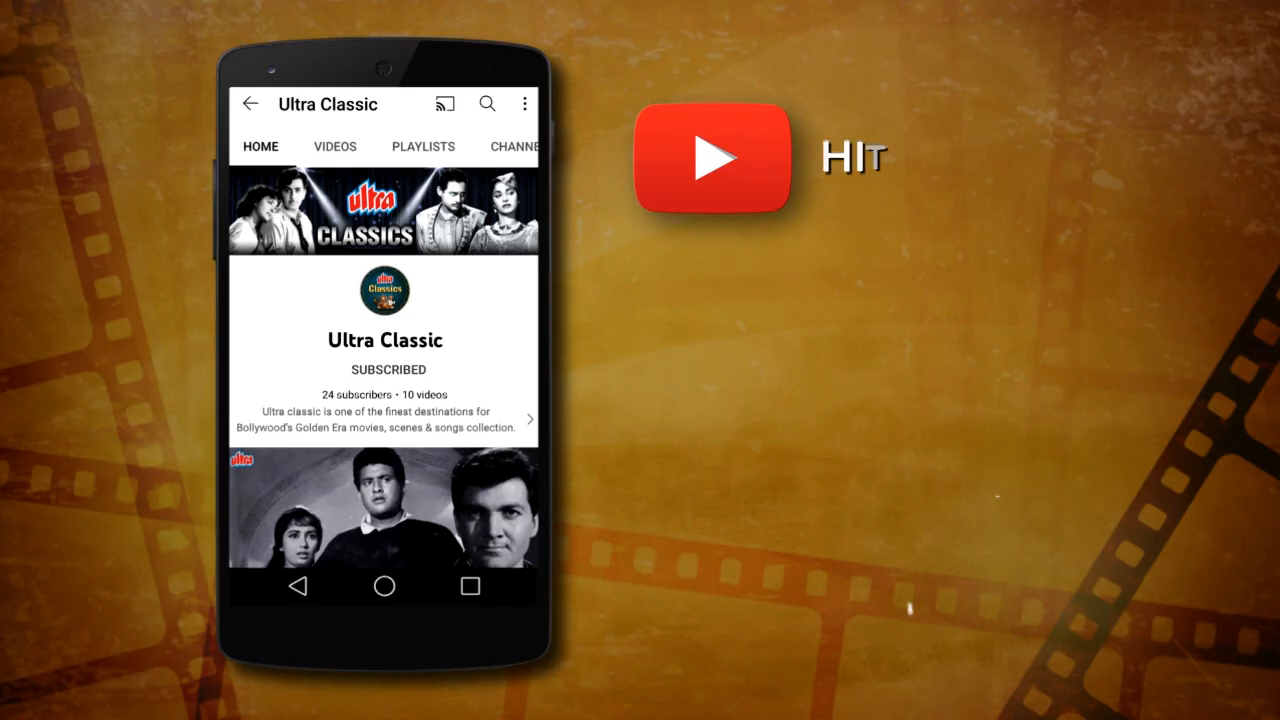 Ultra Classic
HOME VIDEOS PLAYLISTS CHANNE
ultra
CLASSICS
ultra
Classics
Ultra Classic
SUBSCRIBED
24 subscribers • 10 videos
Ultra classic is one of the finest destinations for
Bollywood's Golden Era movies, scenes & songs collection.
ultra
HIT